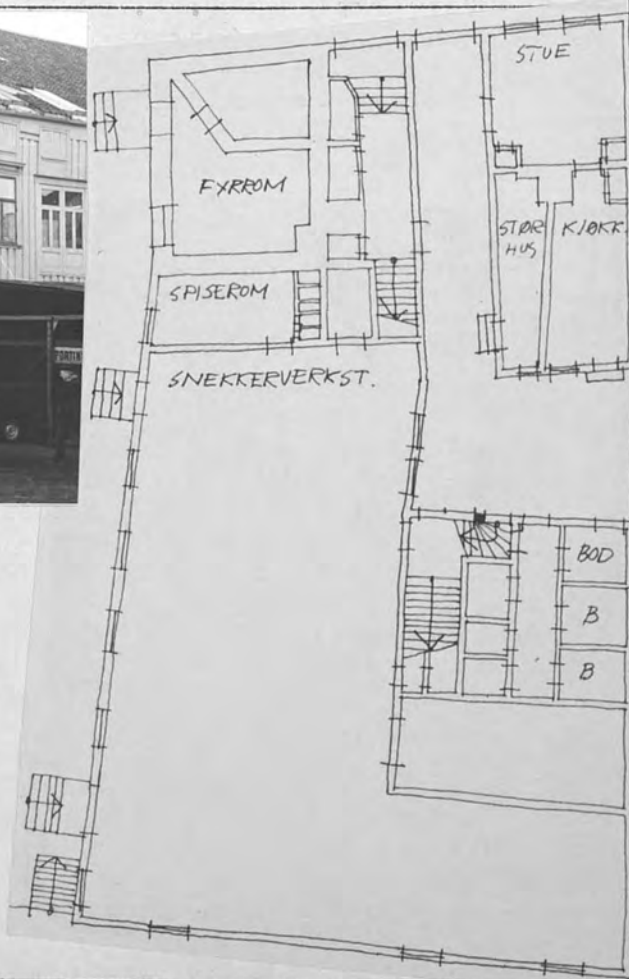 STUE
FYRROM
STØR
HUS
KJØKK.
SPISEROM
SNEKKERVERKST.
BOD
B
B